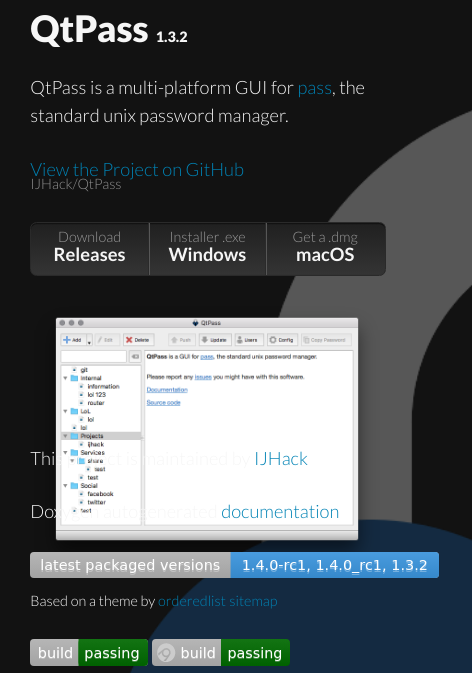 QtPass 1.3.2
QtPass is a multi-platform GUI for pass, the
standard unix password manager.
View the Project on GitHub
IJHack/QtPass
Download Releases
Installer .exe Windows
Get a .dmg macOS
QtPass
Add Edit Delete Push Update Users Config Copy Password
QtPass is a GUI for pass, the standard unix password manager.
Please report any issues you might have with this software.
Documentation
Source code
git
Internal
information
lol 123
router
LoL
lol
lol
Projects
ijhack
Services
share
test
test
Social
facebook
twitter
test
This project is maintained by IJHack
documentation
latest packaged versions 1.4.0-rc1, 1.4.0_rc1, 1.3.2
Based on a theme by orderedlist sitemap
build passing build passing